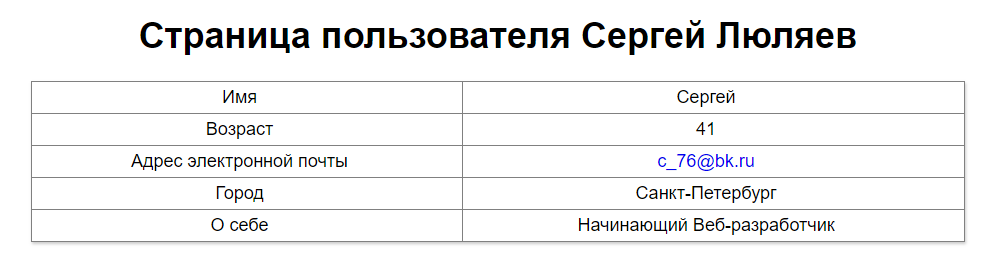 Страница пользователя Сергей Люляев
Имя Сергей
Возраст 41
Адрес электронной почты c_76@bk.ru
Город Санкт-Петербург
О себе Начинающий Веб-разработчик